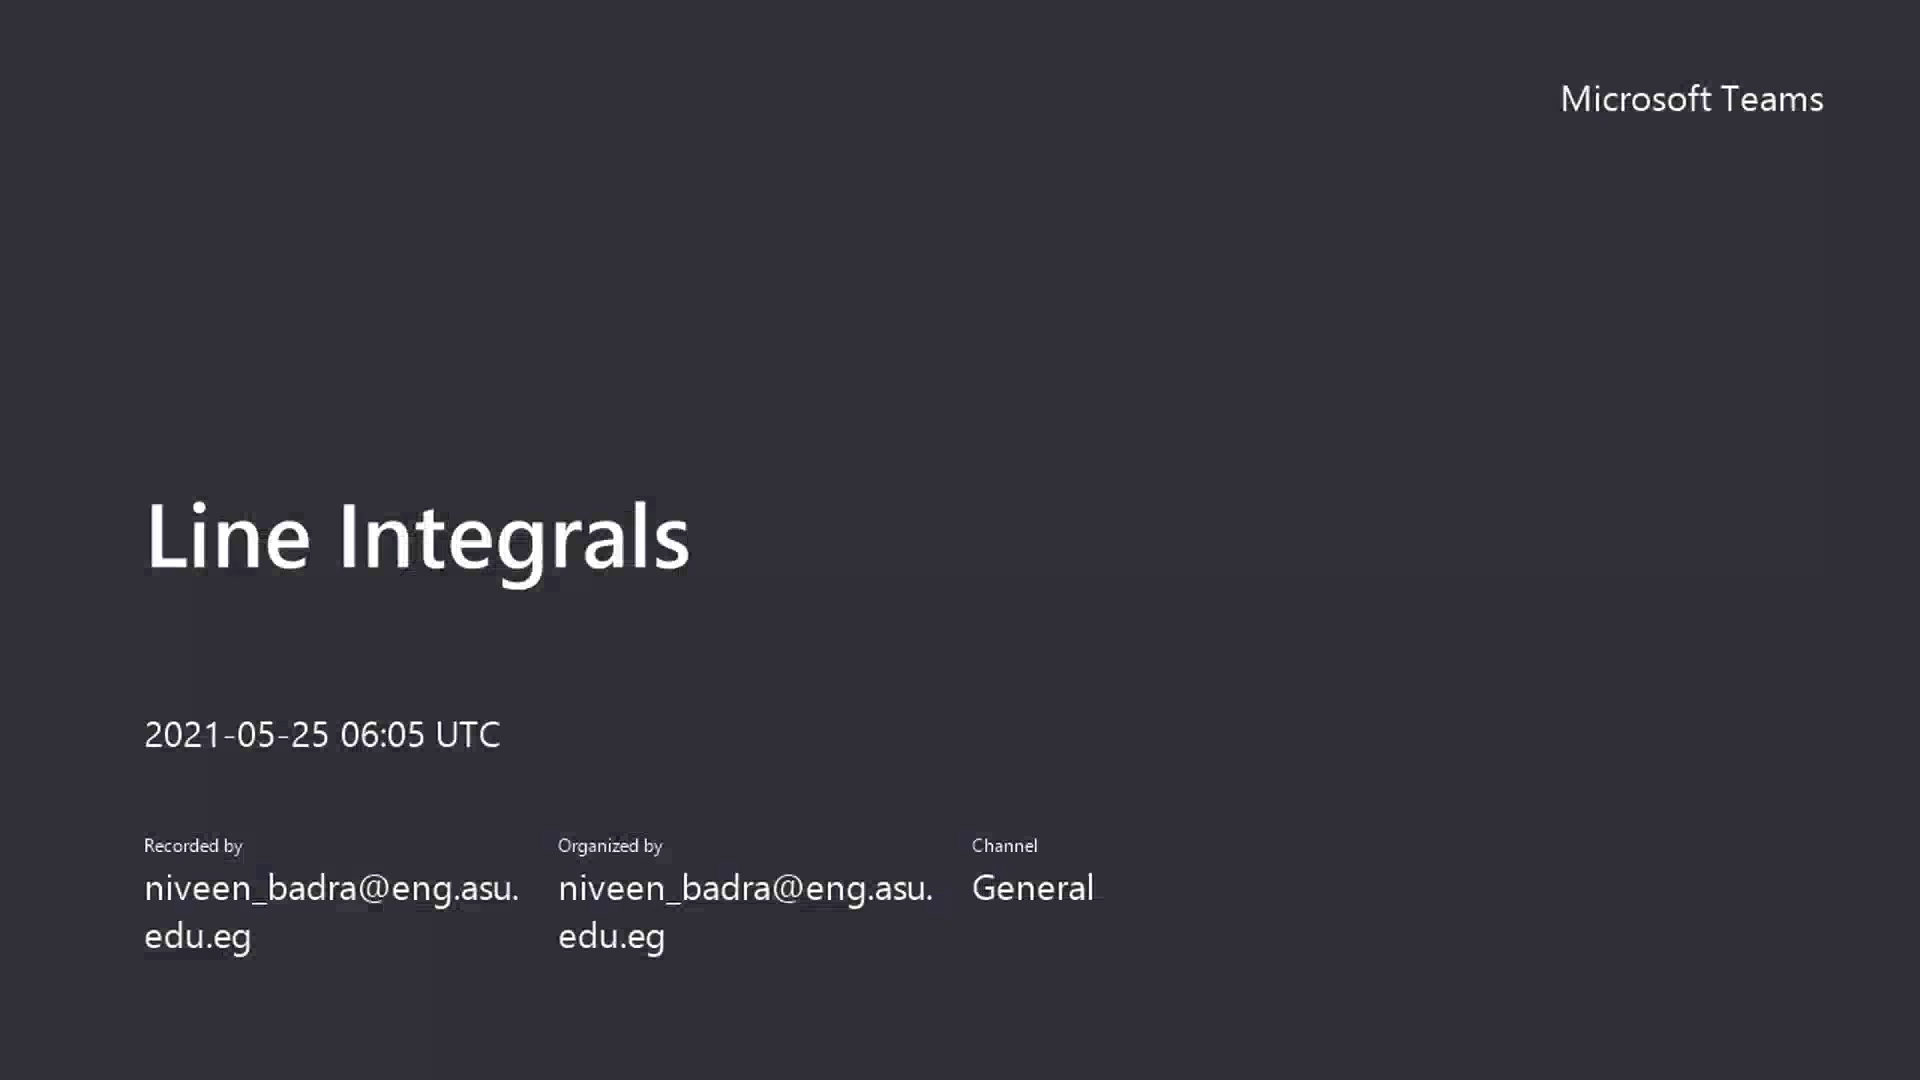 Microsoft Teams
Line Integrals
2021-05-25 06:05 UTC
Recorded by
niveen_badra@eng.asu.
edu.eg
Organized by
niveen_badra@eng.asu.
edu.eg
Channel
General